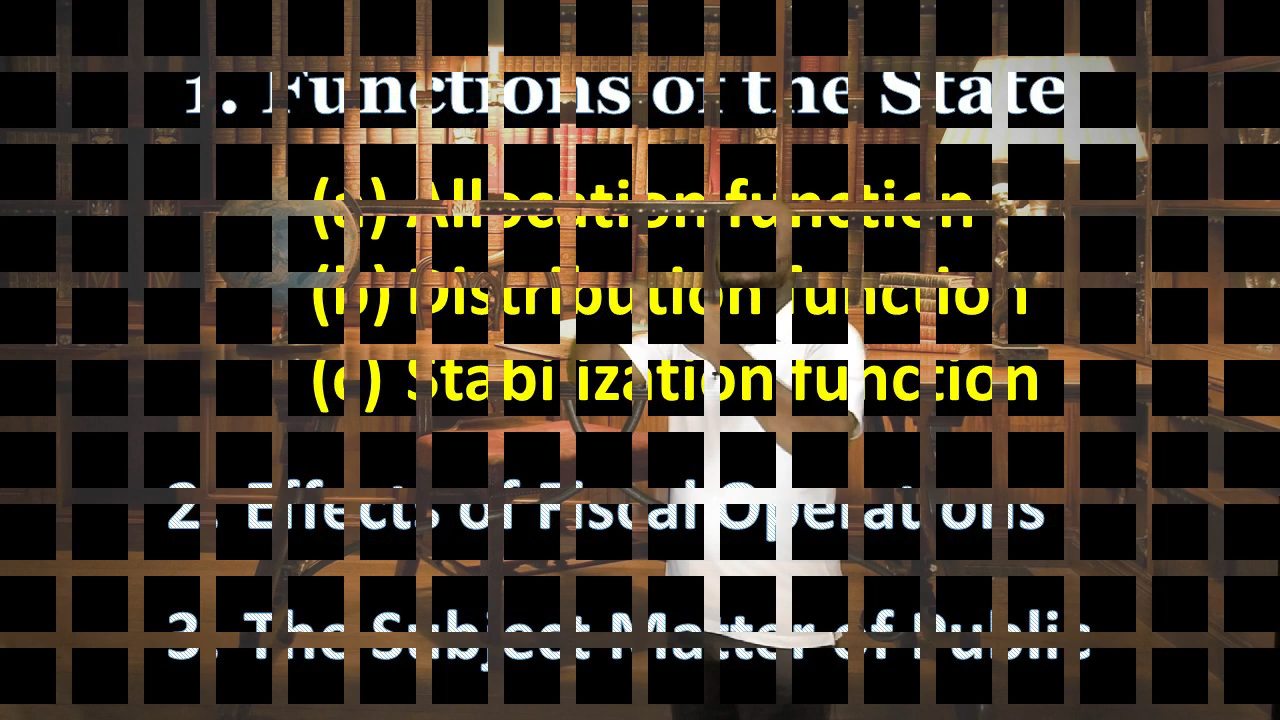 1. Functions of the State
(a) Allocation function
(b) Distribution function
(c) Stabilization function
2. Effects of Fiscal Operations
3. The Subject Matter of Public